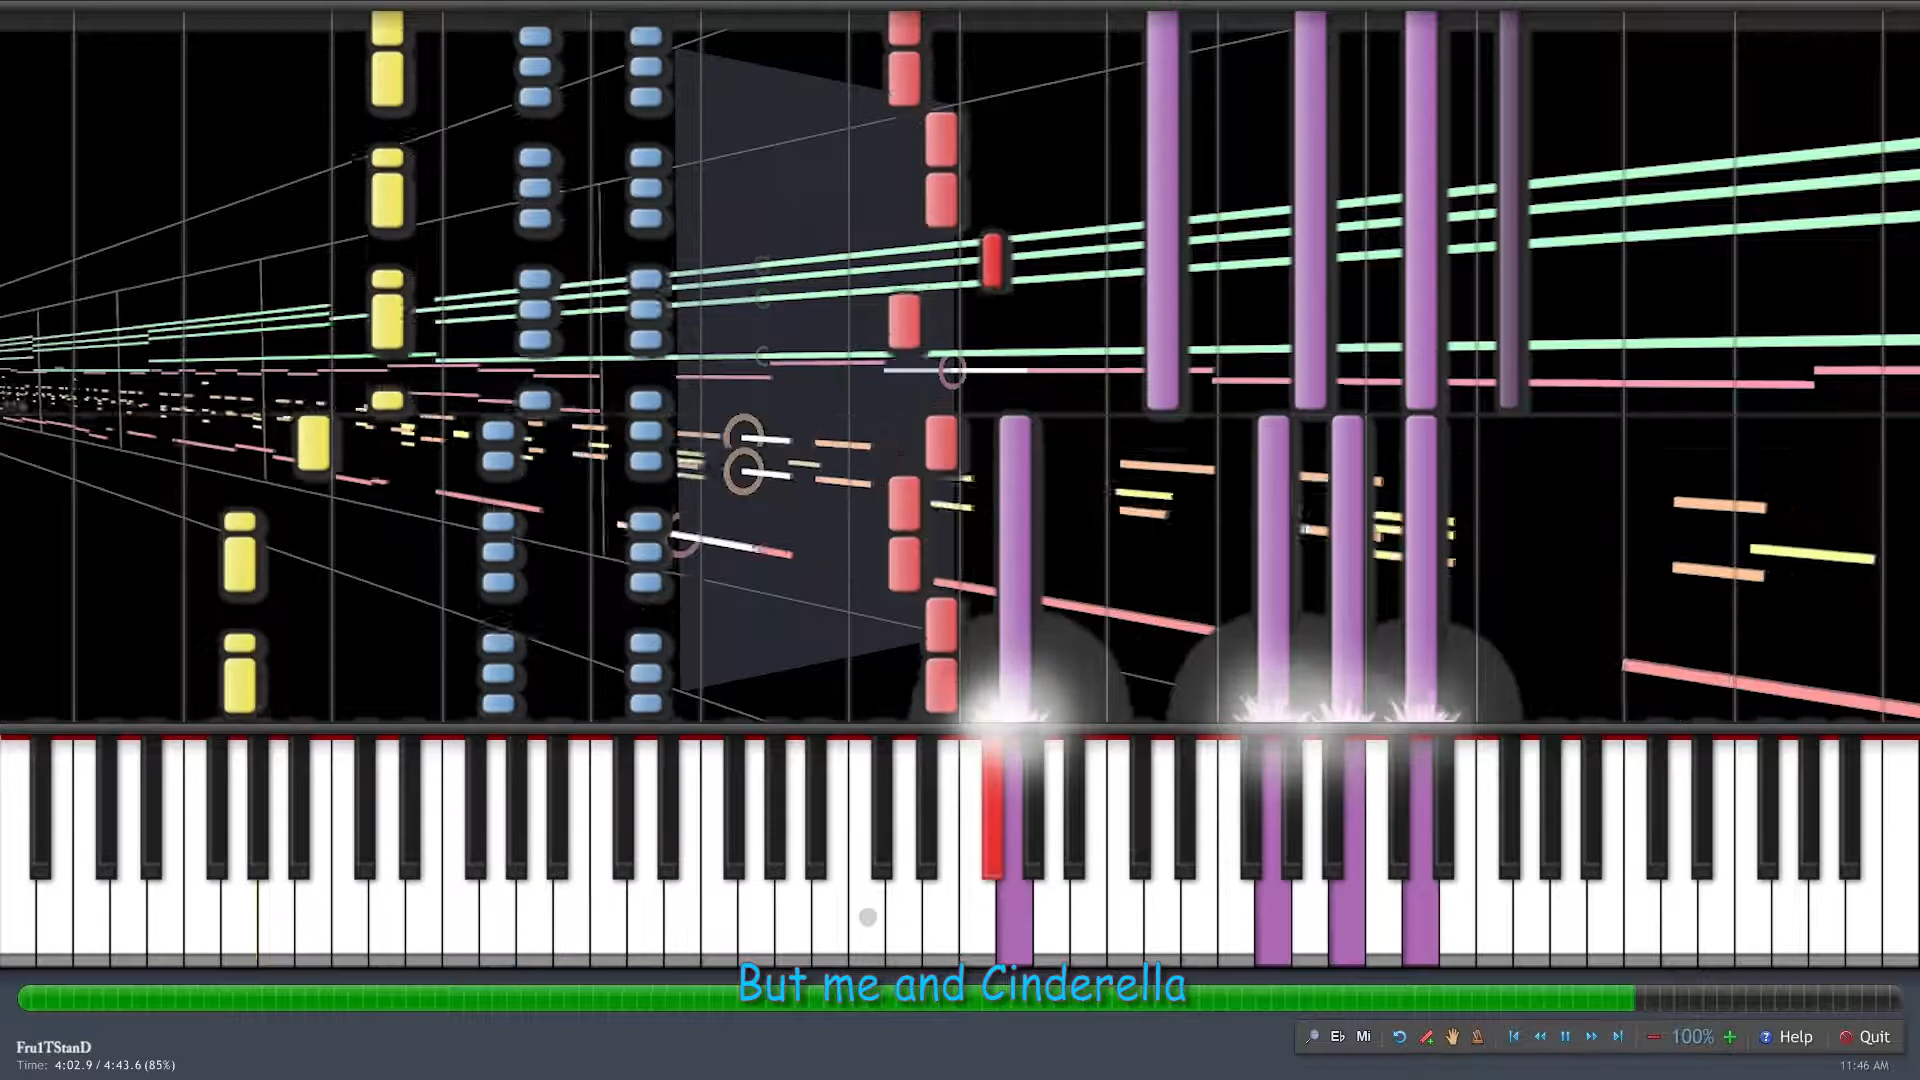 But me and Cinderella
E♭ Mi 100% Help Quit
Fru1TStanD
Time: 4:02.9 / 4:43.6 (85%)
11:46 AM